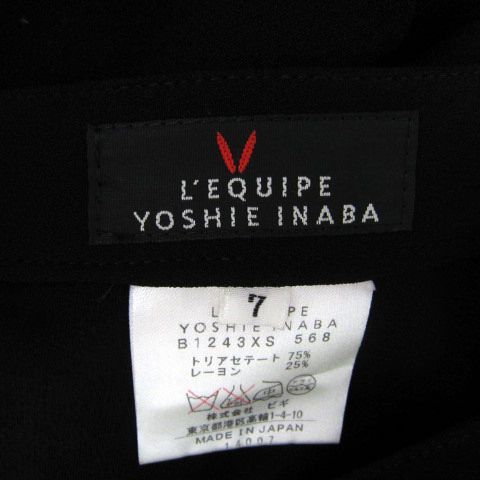 L'EQUIPE
YOSHIE INABA
7
L PE
YOSHIE INABA
B1243XS 568
トリアセテート 75%
レーヨン 25%
株式会社 ビギ
東京都港区高輪1-4-10
MADE IN JAPAN
14007